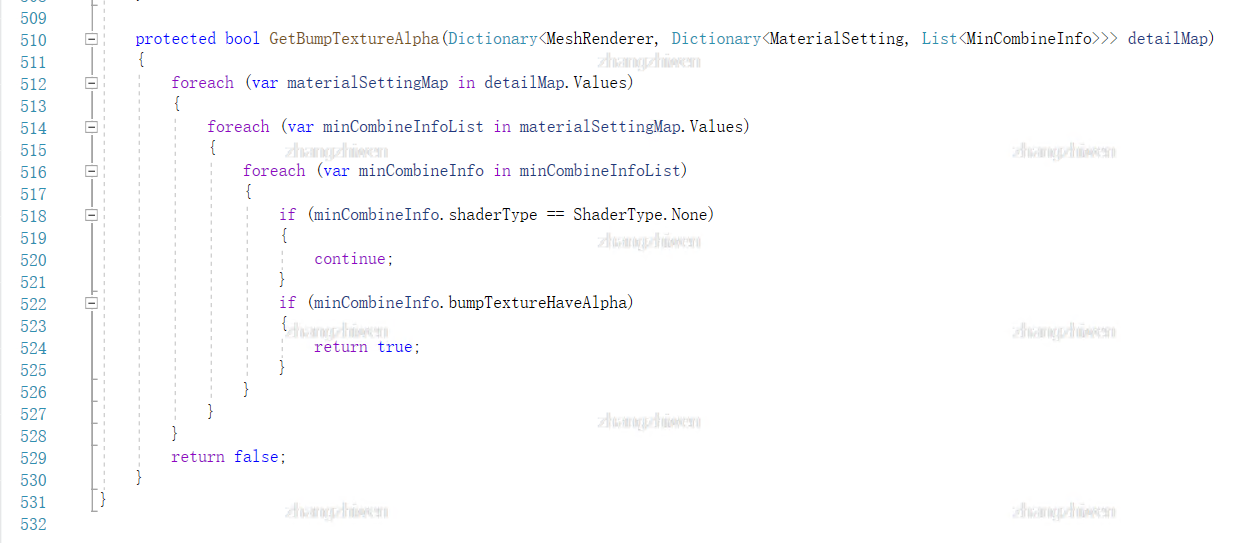 509
510 protected bool GetBumpTextureAlpha(Dictionary<MeshRenderer, Dictionary<MaterialSetting, List<MinCombineInfo>>> detailMap)
511 {
512 foreach (var materialSettingMap in detailMap.Values)
513 {
514 foreach (var minCombineInfoList in materialSettingMap.Values)
515 {
516 foreach (var minCombineInfo in minCombineInfoList)
517 {
518 if (minCombineInfo.shaderType == ShaderType.None)
519 {
520 continue;
521 }
522 if (minCombineInfo.bumpTextureHaveAlpha)
523 {
524 return true;
525 }
526 }
527 }
528 }
529 return false;
530 }
531 }
532